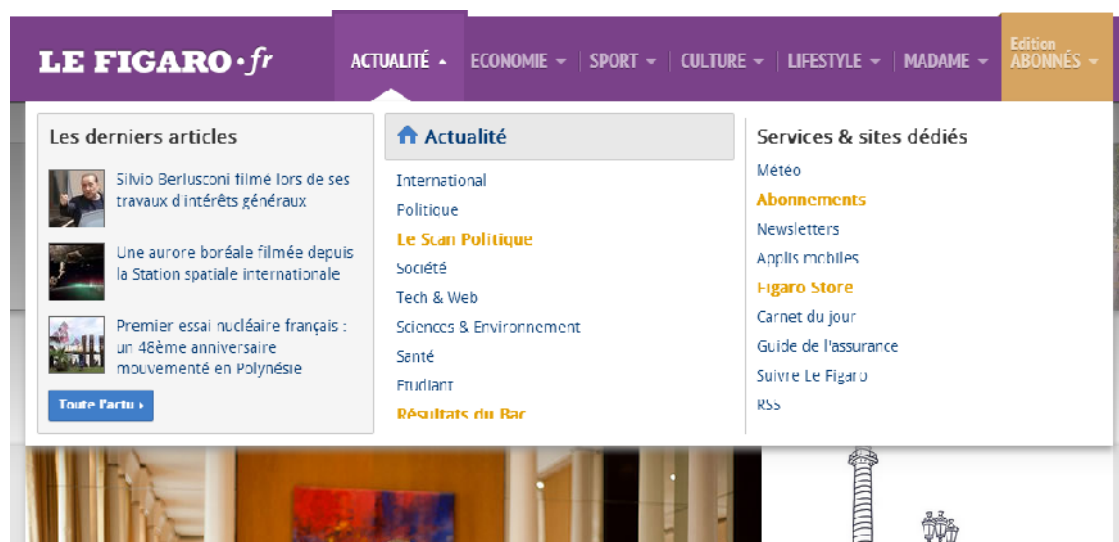 LE FIGARO·fr
ACTUALITÉ
ECONOMIE
SPORT
CULTURE
LIFESTYLE
MADAME
Edition
ABONNÉS
Les derniers articles
Silvio Berlusconi filmé lors de ses
travaux d'intérêts généraux
Une aurore boréale filmée depuis
la Station spatiale internationale
Premier essai nucléaire français :
un 48ème anniversaire
mouvementé en Polynésie
Toute l'actu ›
Actualité
International
Politique
Le Scan Politique
Société
Tech & Web
Sciences & Environnement
Santé
Etudiant
Résultats du Bac
Services & sites dédiés
Météo
Abonnements
Newsletters
Applis mobiles
Figaro Store
Carnet du jour
Guide de l'assurance
Suivre Le Figaro
RSS